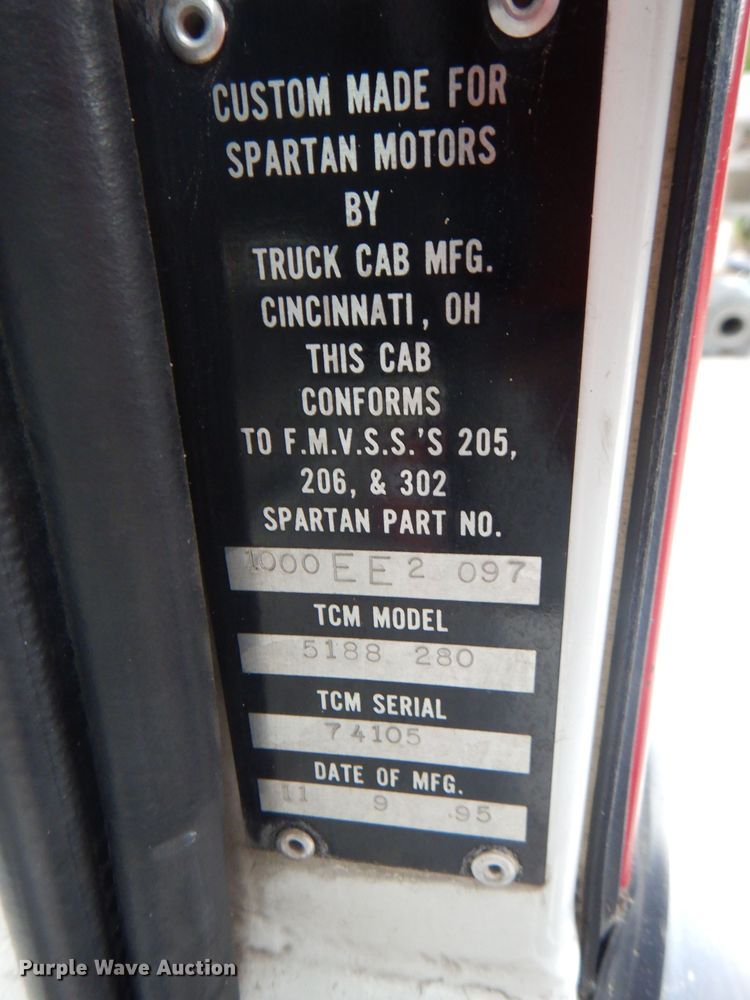 CUSTOM MADE FOR
SPARTAN MOTORS
BY
TRUCK CAB MFG.
CINCINNATI, OH
THIS CAB
CONFORMS
TO F.M.V.S.S.'S 205,
206, & 302
SPARTAN PART NO.
1000 EE2 097
TCM MODEL
5188 280
TCM SERIAL
74105
DATE OF MFG.
11 9 95
Purple Wave Auction